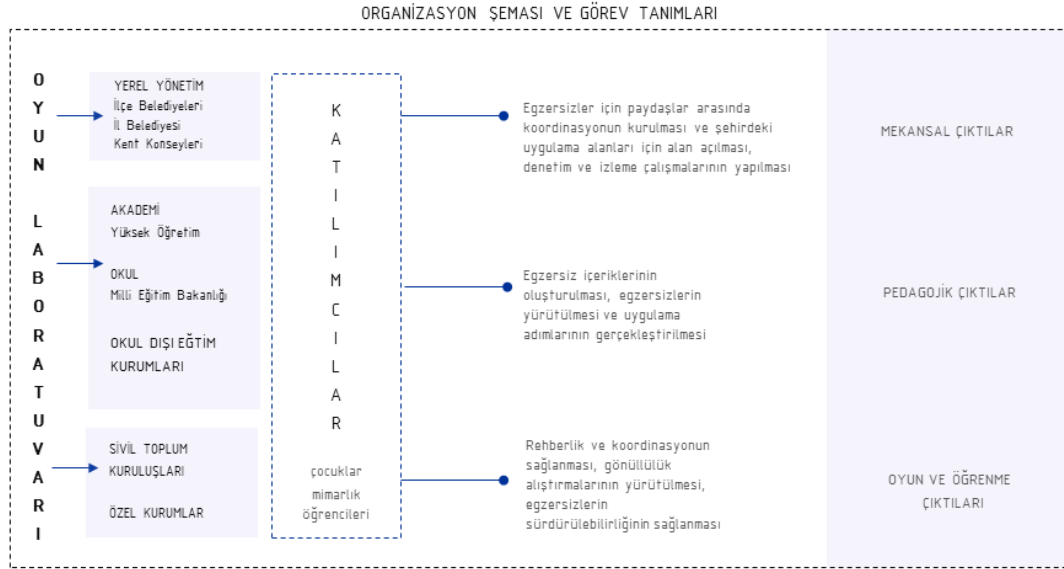 ORGANİZASYON ŞEMASI VE GÖREV TANIMLARI
OYUN LABORATUVARI
YEREL YÖNETİM
İlçe Belediyeleri
İl Belediyesi
Kent Konseyleri
AKADEMİ
Yüksek Öğretim
OKUL
Milli Eğitim Bakanlığı
OKUL DIŞI EĞTİM
KURUMLARI
SİVİL TOPLUM
KURULUŞLARI
ÖZEL KURUMLAR
KATILIMCILAR
çocuklar
mimarlık
öğrencileri
Egzersizler için paydaşlar arasında
koordinasyonun kurulması ve şehirdeki
uygulama alanları için alan açılması,
denetim ve izleme çalışmalarının yapılması
Egzersiz içeriklerinin
oluşturulması, egzersizlerin
yürütülmesi ve uygulama
adımlarının gerçekleştirilmesi
Rehberlik ve koordinasyonun
sağlanması, gönüllülük
alıştırmalarının yürütülmesi,
egzersizlerin
sürdürülebilirliğinin sağlanması
MEKANSAL ÇIKTILAR
PEDAGOJİK ÇIKTILAR
OYUN VE ÖĞRENME
ÇIKTILARI